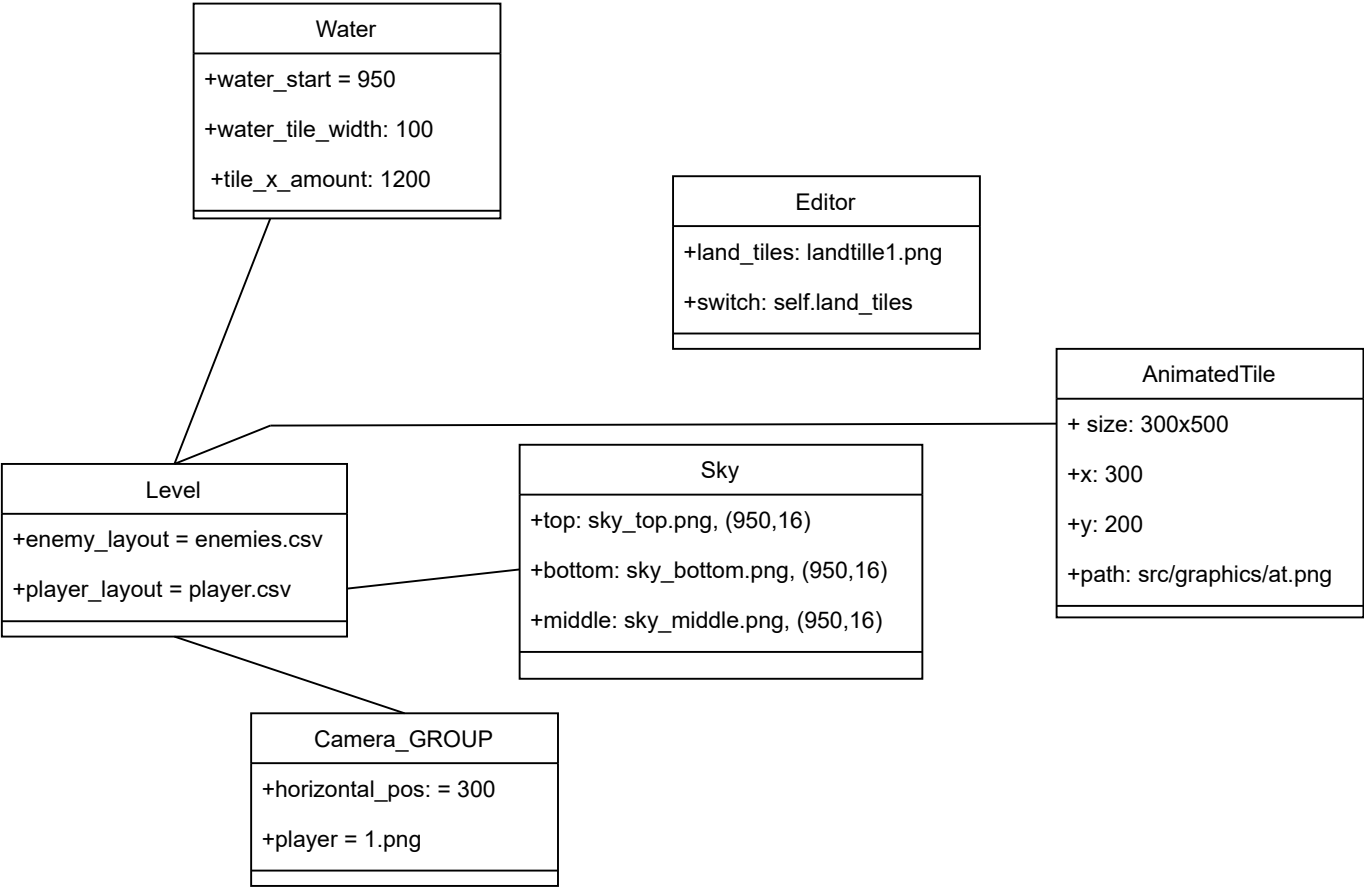 Water
+water_start = 950
+water_tile_width: 100
+tile_x_amount: 1200
Editor
+land_tiles: landtille1.png
+switch: self.land_tiles
AnimatedTile
+ size: 300x500
+x: 300
+y: 200
+path: src/graphics/at.png
Level
+enemy_layout = enemies.csv
+player_layout = player.csv
Sky
+top: sky_top.png, (950,16)
+bottom: sky_bottom.png, (950,16)
+middle: sky_middle.png, (950,16)
Camera_GROUP
+horizontal_pos: = 300
+player = 1.png